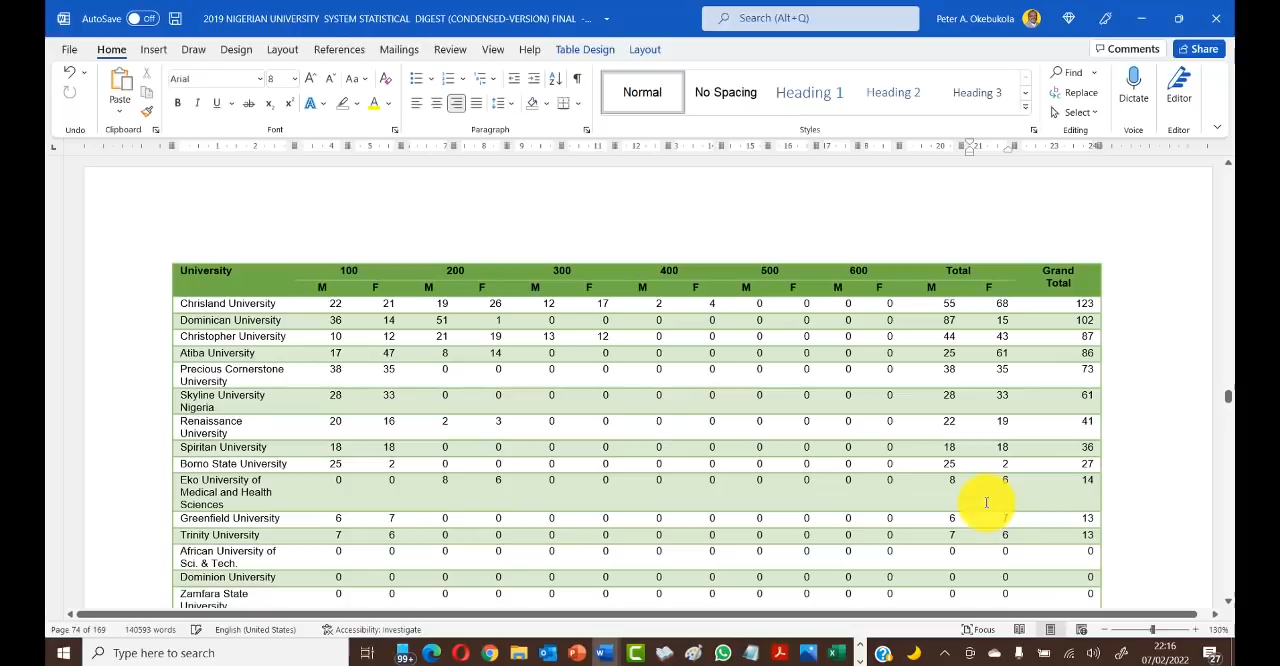 AutoSave Off 2019 NIGERIAN UNIVERSITY SYSTEM STATISTICAL DIGEST (CONDENSED-VERSION) FINAL -... Search (Alt+Q) Peter A. Okebukola
File Home Insert Draw Design Layout References Mailings Review View Help Table Design Layout Comments Share
Arial 8 Aa Normal No Spacing Heading 1 Heading 2 Heading 3 Find
Paste Replace Dictate Editor
Select
Undo Clipboard Font Paragraph Styles Editing Voice Editor
University 100 200 300 400 500 600 Total Grand Total
M F M F M F M F M F M F M F
Chrisland University 22 21 19 26 12 17 2 4 0 0 0 0 55 68 123
Dominican University 36 14 51 1 0 0 0 0 0 0 0 0 87 15 102
Christopher University 10 12 21 19 13 12 0 0 0 0 0 0 44 43 87
Atiba University 17 47 8 14 0 0 0 0 0 0 0 0 25 61 86
Precious Cornerstone 38 35 0 0 0 0 0 0 0 0 0 0 38 35 73
University
Skyline University 28 33 0 0 0 0 0 0 0 0 0 0 28 33 61
Nigeria
Renaissance 20 16 2 3 0 0 0 0 0 0 0 0 22 19 41
University
Spiritan University 18 18 0 0 0 0 0 0 0 0 0 0 18 18 36
Borno State University 25 2 0 0 0 0 0 0 0 0 0 0 25 2 27
Eko University of 0 0 8 6 0 0 0 0 0 0 0 0 8 6 14
Medical and Health
Sciences
Greenfield University 6 7 0 0 0 0 0 0 0 0 0 0 6 7 13
Trinity University 7 6 0 0 0 0 0 0 0 0 0 0 7 6 13
African University of 0 0 0 0 0 0 0 0 0 0 0 0 0 0 0
Sci. & Tech.
Dominion University 0 0 0 0 0 0 0 0 0 0 0 0 0 0 0
Zamfara State 0 0 0 0 0 0 0 0 0 0 0 0 0 0 0
University
Page 74 of 169 140593 words English (United States) Accessibility: Investigate Focus 130%
Type here to search 99+ 22:16
07/02/2022 27